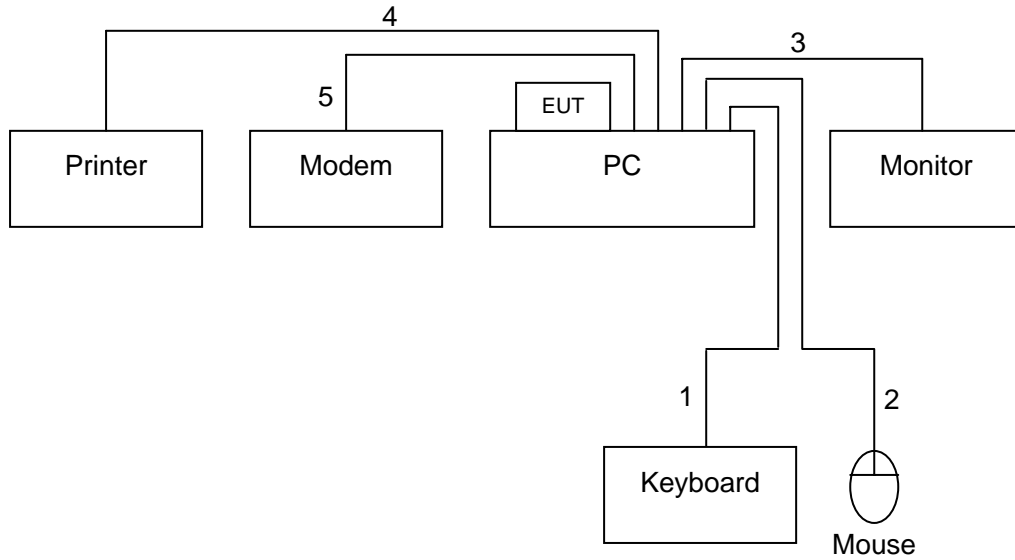 4
3
5
EUT
Printer
Modem
PC
Monitor
1
2
Keyboard
Mouse